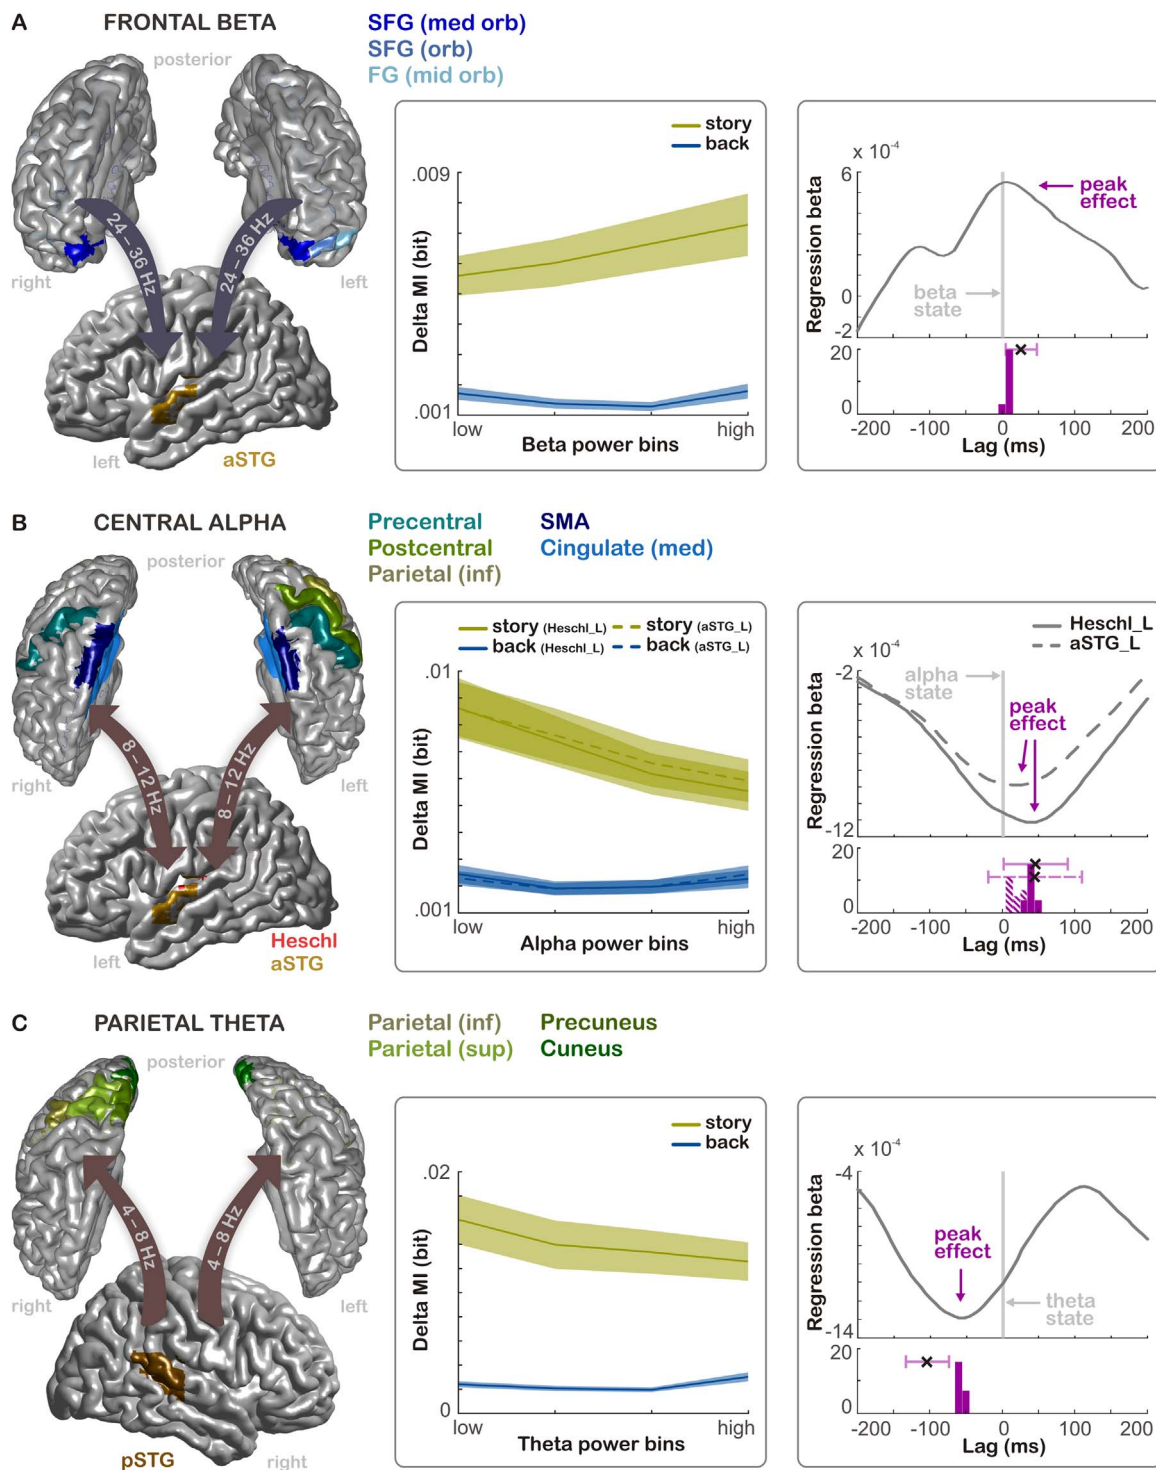 A FRONTAL BETA
SFG (med orb)
SFG (orb)
FG (mid orb)
posterior
right
left
24 – 36 Hz
24 – 36 Hz
left
aSTG
story
back
.009
Delta MI (bit)
.001
low
high
Beta power bins
x 10-4
6
Regression beta
0
-2
peak
effect
beta
state
20
0
-200
-100
0
100
200
Lag (ms)
B CENTRAL ALPHA
Precentral
SMA
Postcentral
Cingulate (med)
Parietal (inf)
posterior
right
left
8 – 12 Hz
8 – 12 Hz
left
Heschl
aSTG
story (Heschl_L)
story (aSTG_L)
back (Heschl_L)
back (aSTG_L)
.01
Delta MI (bit)
.001
low
high
Alpha power bins
Heschl_L
aSTG_L
x 10-4
-2
Regression beta
-12
alpha
state
peak
effect
20
0
-200
-100
0
100
200
Lag (ms)
C PARIETAL THETA
Parietal (inf)
Precuneus
Parietal (sup)
Cuneus
posterior
right
left
4 – 8 Hz
4 – 8 Hz
pSTG
right
story
back
.02
Delta MI (bit)
0
low
high
Theta power bins
x 10-4
-4
Regression beta
-14
peak
effect
theta
state
20
0
-200
-100
0
100
200
Lag (ms)